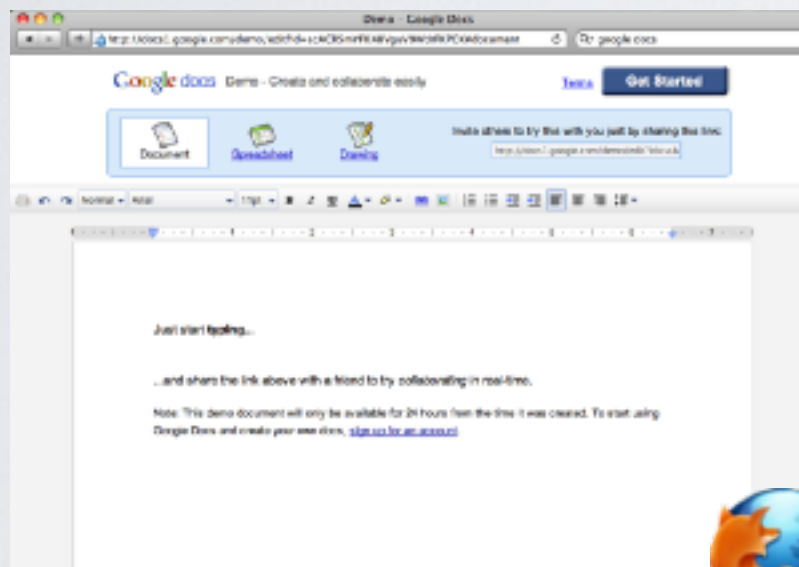 Demo - Google Docs
google docs
Google docs Demo - Create and collaborate easily
Terms Get Started
Invite others to try this with you just by sharing this link:
Document Spreadsheet Drawing
Normal Arial 11pt
Just start typing...
...and share the link above with a friend to try collaborating in real-time.
Note: This demo document will only be available for 24 hours from the time it was created. To start using
Google Docs and create your own docs, sign up for an account.